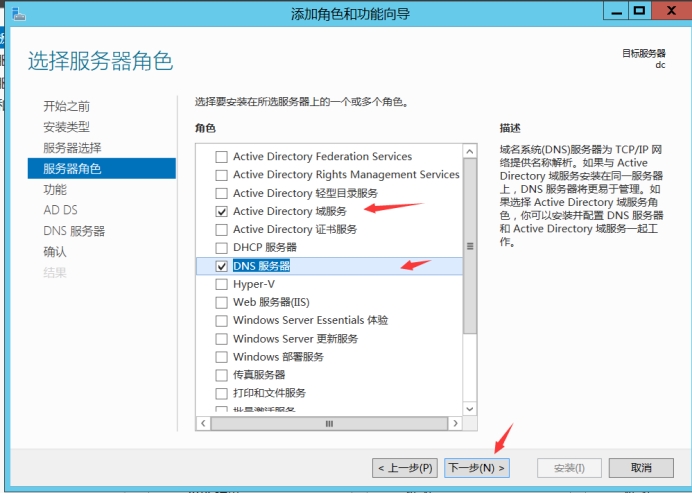 添加角色和功能向导
选择服务器角色
目标服务器
dc
开始之前
安装类型
服务器选择
服务器角色
功能
AD DS
DNS 服务器
确认
结果
选择要安装在所选服务器上的一个或多个角色。
角色
Active Directory Federation Services
Active Directory Rights Management Services
Active Directory 轻型目录服务
Active Directory 域服务
Active Directory 证书服务
DHCP 服务器
DNS 服务器
Hyper-V
Web 服务器(IIS)
Windows Server Essentials 体验
Windows Server 更新服务
Windows 部署服务
传真服务器
打印和文件服务
批量激活服务
描述
域名系统(DNS)服务器为 TCP/IP 网
络提供名称解析。如果与 Active
Directory 域服务安装在同一服务器
上，DNS 服务器将更易于管理。如
果选择 Active Directory 域服务角
色，你可以安装并配置 DNS 服务器
和 Active Directory 域服务一起工
作。
< 上一步(P)
下一步(N) >
安装(I)
取消